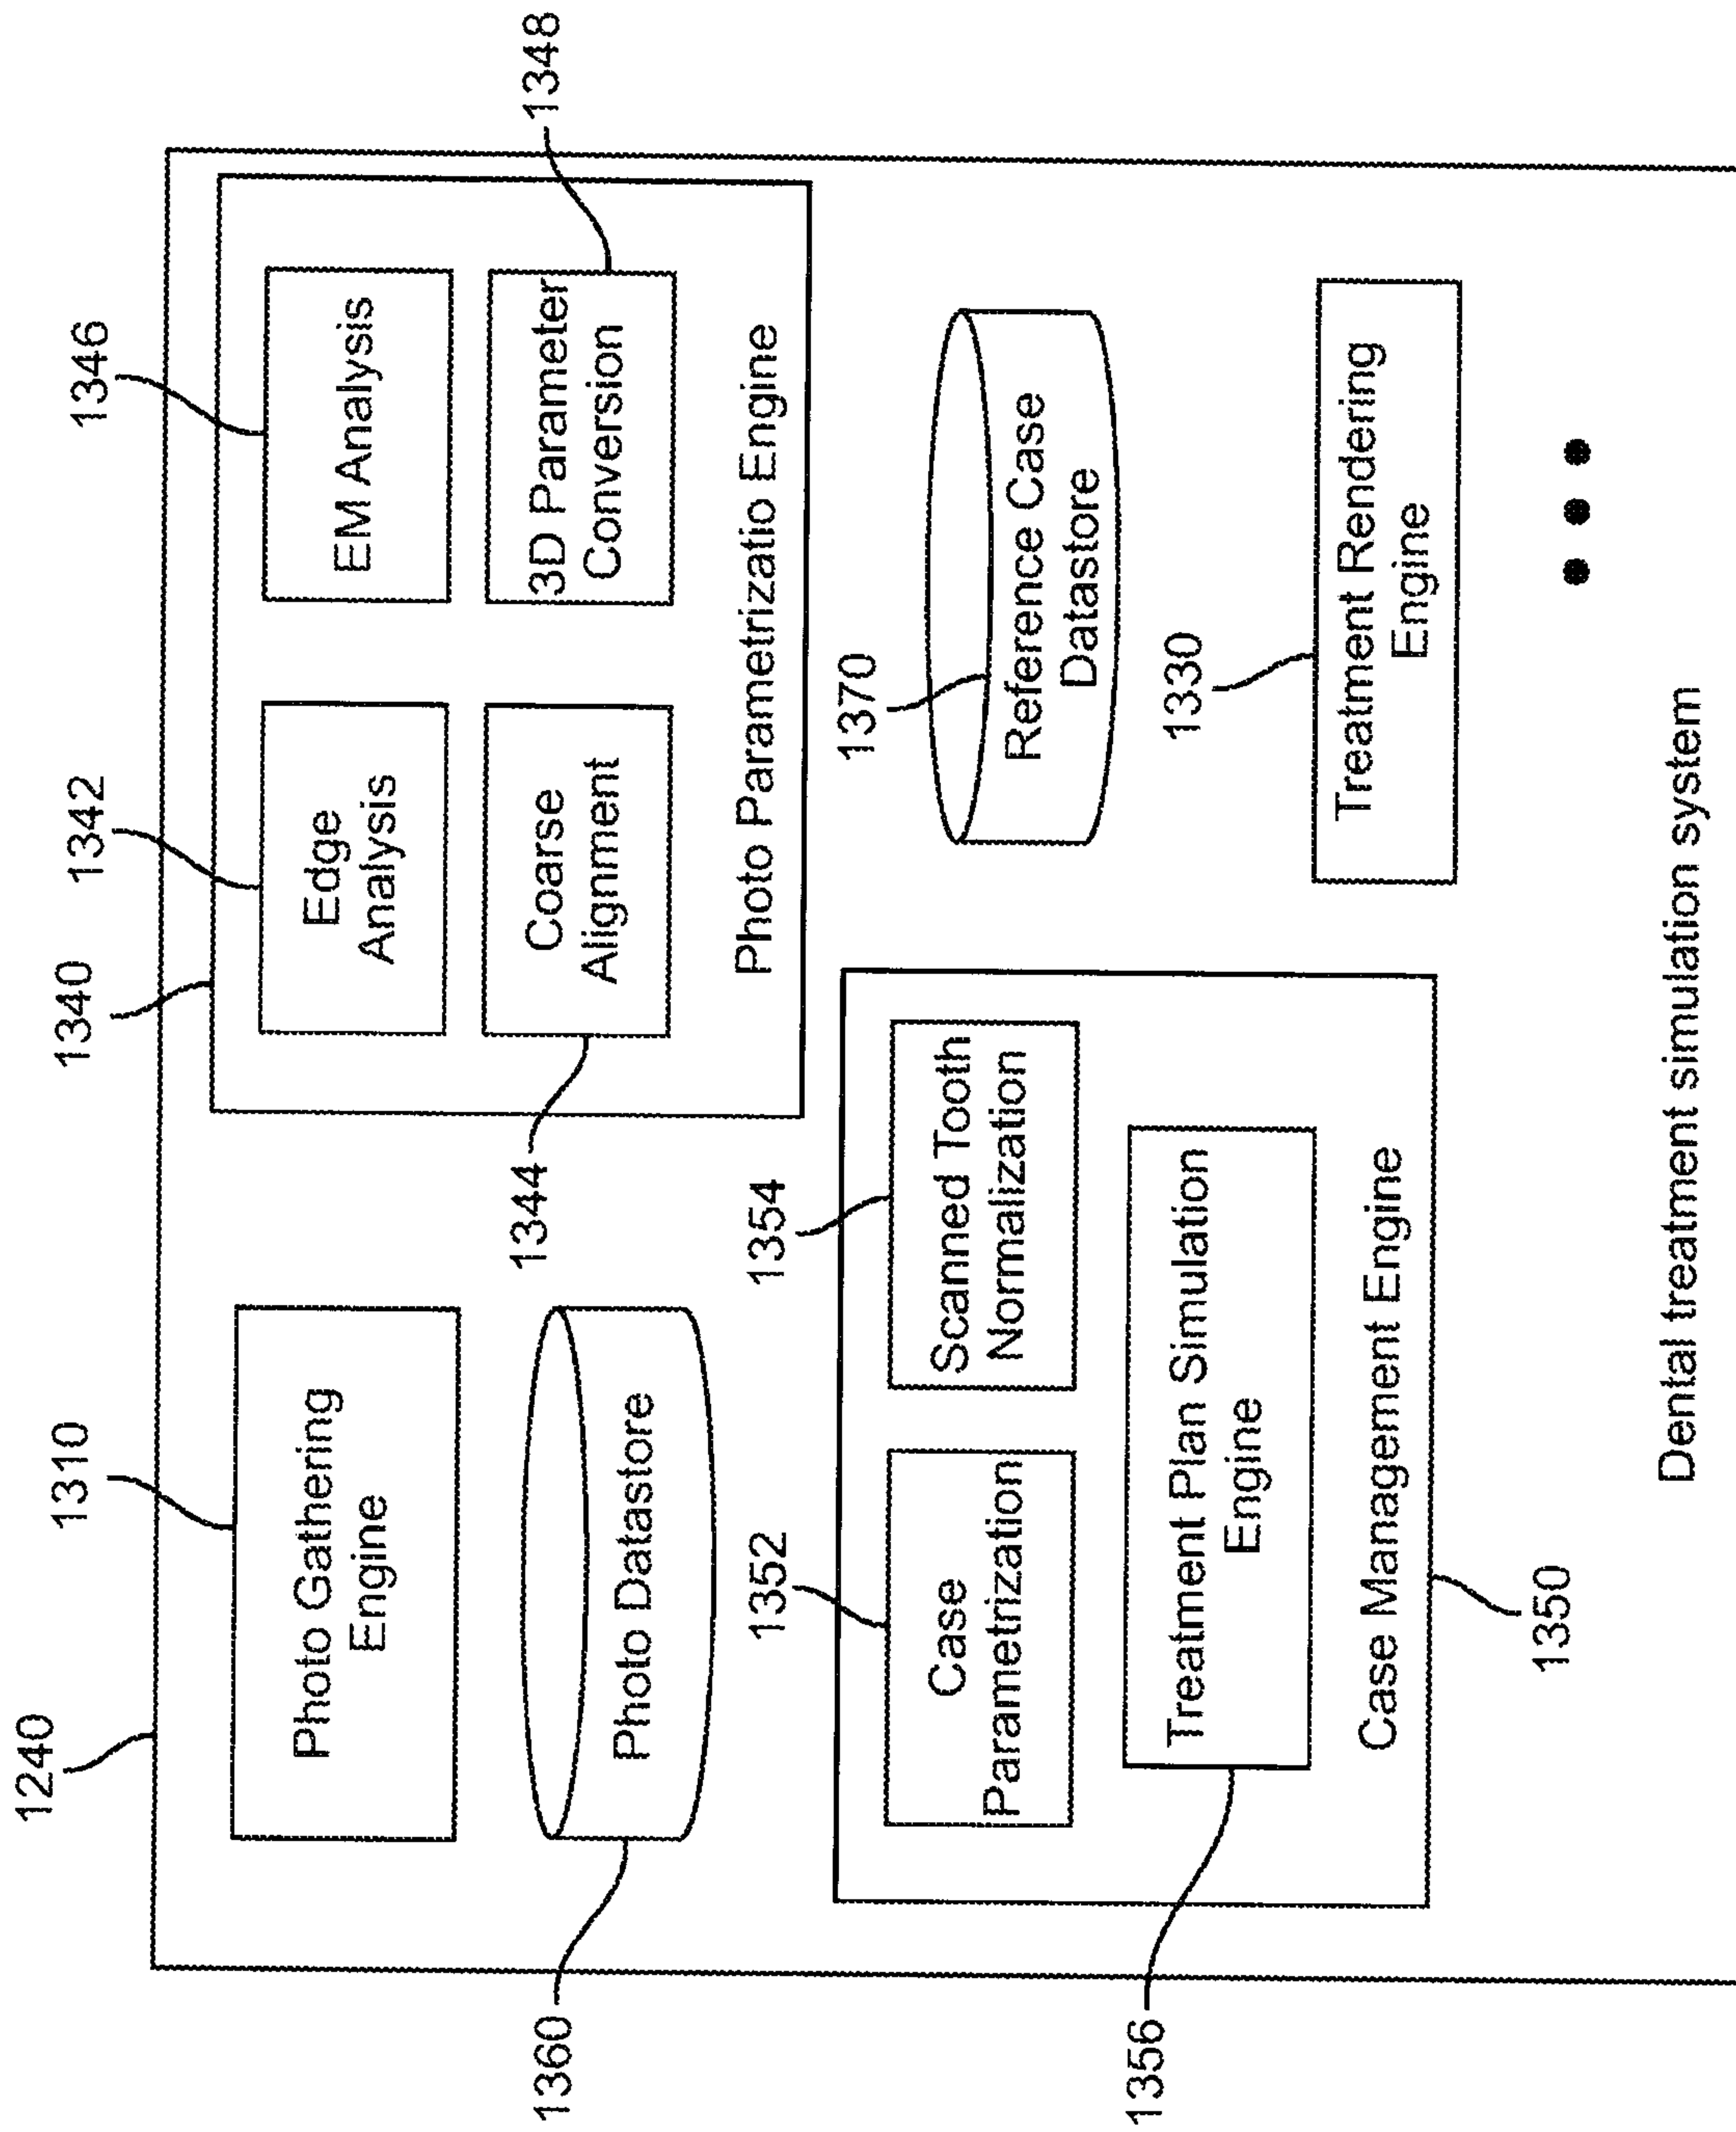 1240
1310
Photo Gathering
Engine
1360
Photo Datastore
1340
1342
Edge
Analysis
1346
EM Analysis
1344
Coarse
Alignment
3D Parameter
Conversion
1348
Photo Parametrizatio Engine
1352
Case
Parametrization
1354
Scanned Tooth
Normalization
1356
Treatment Plan Simulation
Engine
Case Management Engine
1350
1370
Reference Case
Datastore
1330
Treatment Rendering
Engine
Dental treatment simulation system